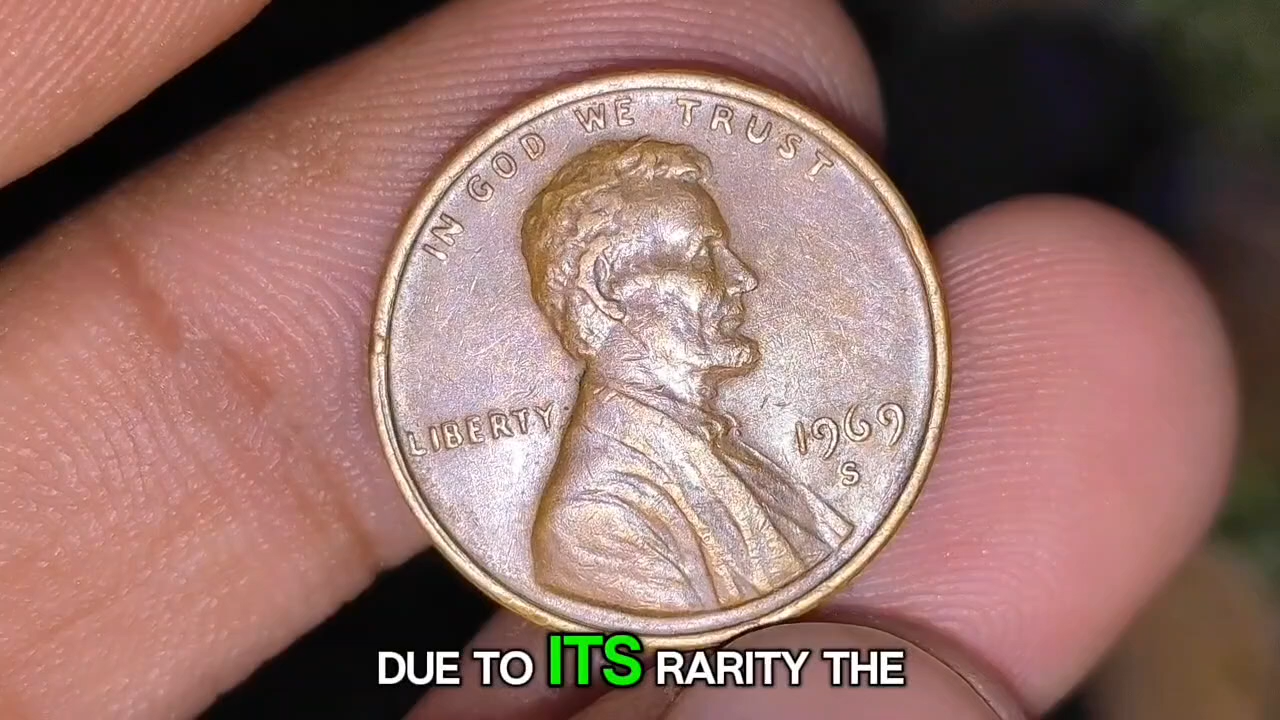 IN GOD WE TRUST
LIBERTY
1969
S
DUE TO ITS RARITY THE